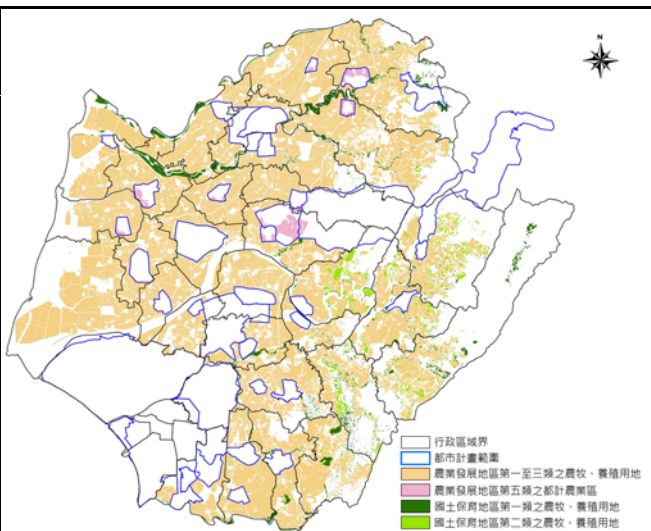 N
行政區域界
都市計畫範圍
農業發展地區第一至三類之農牧、養殖用地
農業發展地區第五類之都計農業區
國土保育地區第一類之農牧、養殖用地
國土保育地區第二類之農牧、養殖用地